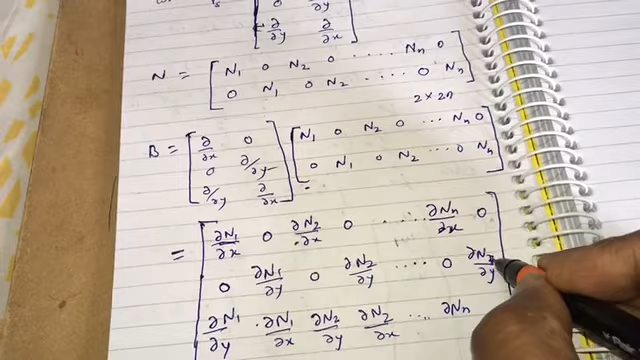 ∂/∂y
∂/∂y ∂/∂x
N = [ N₁ 0 N₂ 0 ····· Nₙ 0
0 N₁ 0 N₂ ····· 0 Nₙ ]
2 × 2n
B = [ ∂/∂x 0
0 ∂/∂y
∂/∂y ∂/∂x ] [ N₁ 0 N₂ 0 ··· Nₙ 0
0 N₁ 0 N₂ ··· 0 Nₙ ]
= [ ∂N₁/∂x 0 ∂N₂/∂x 0 ····· ∂Nₙ/∂x 0
0 ∂N₁/∂y 0 ∂N₂/∂y ···· 0 ∂Nₙ/∂y
∂N₁/∂y ∂N₁/∂x ∂N₂/∂y ∂N₂/∂x ··· ∂Nₙ